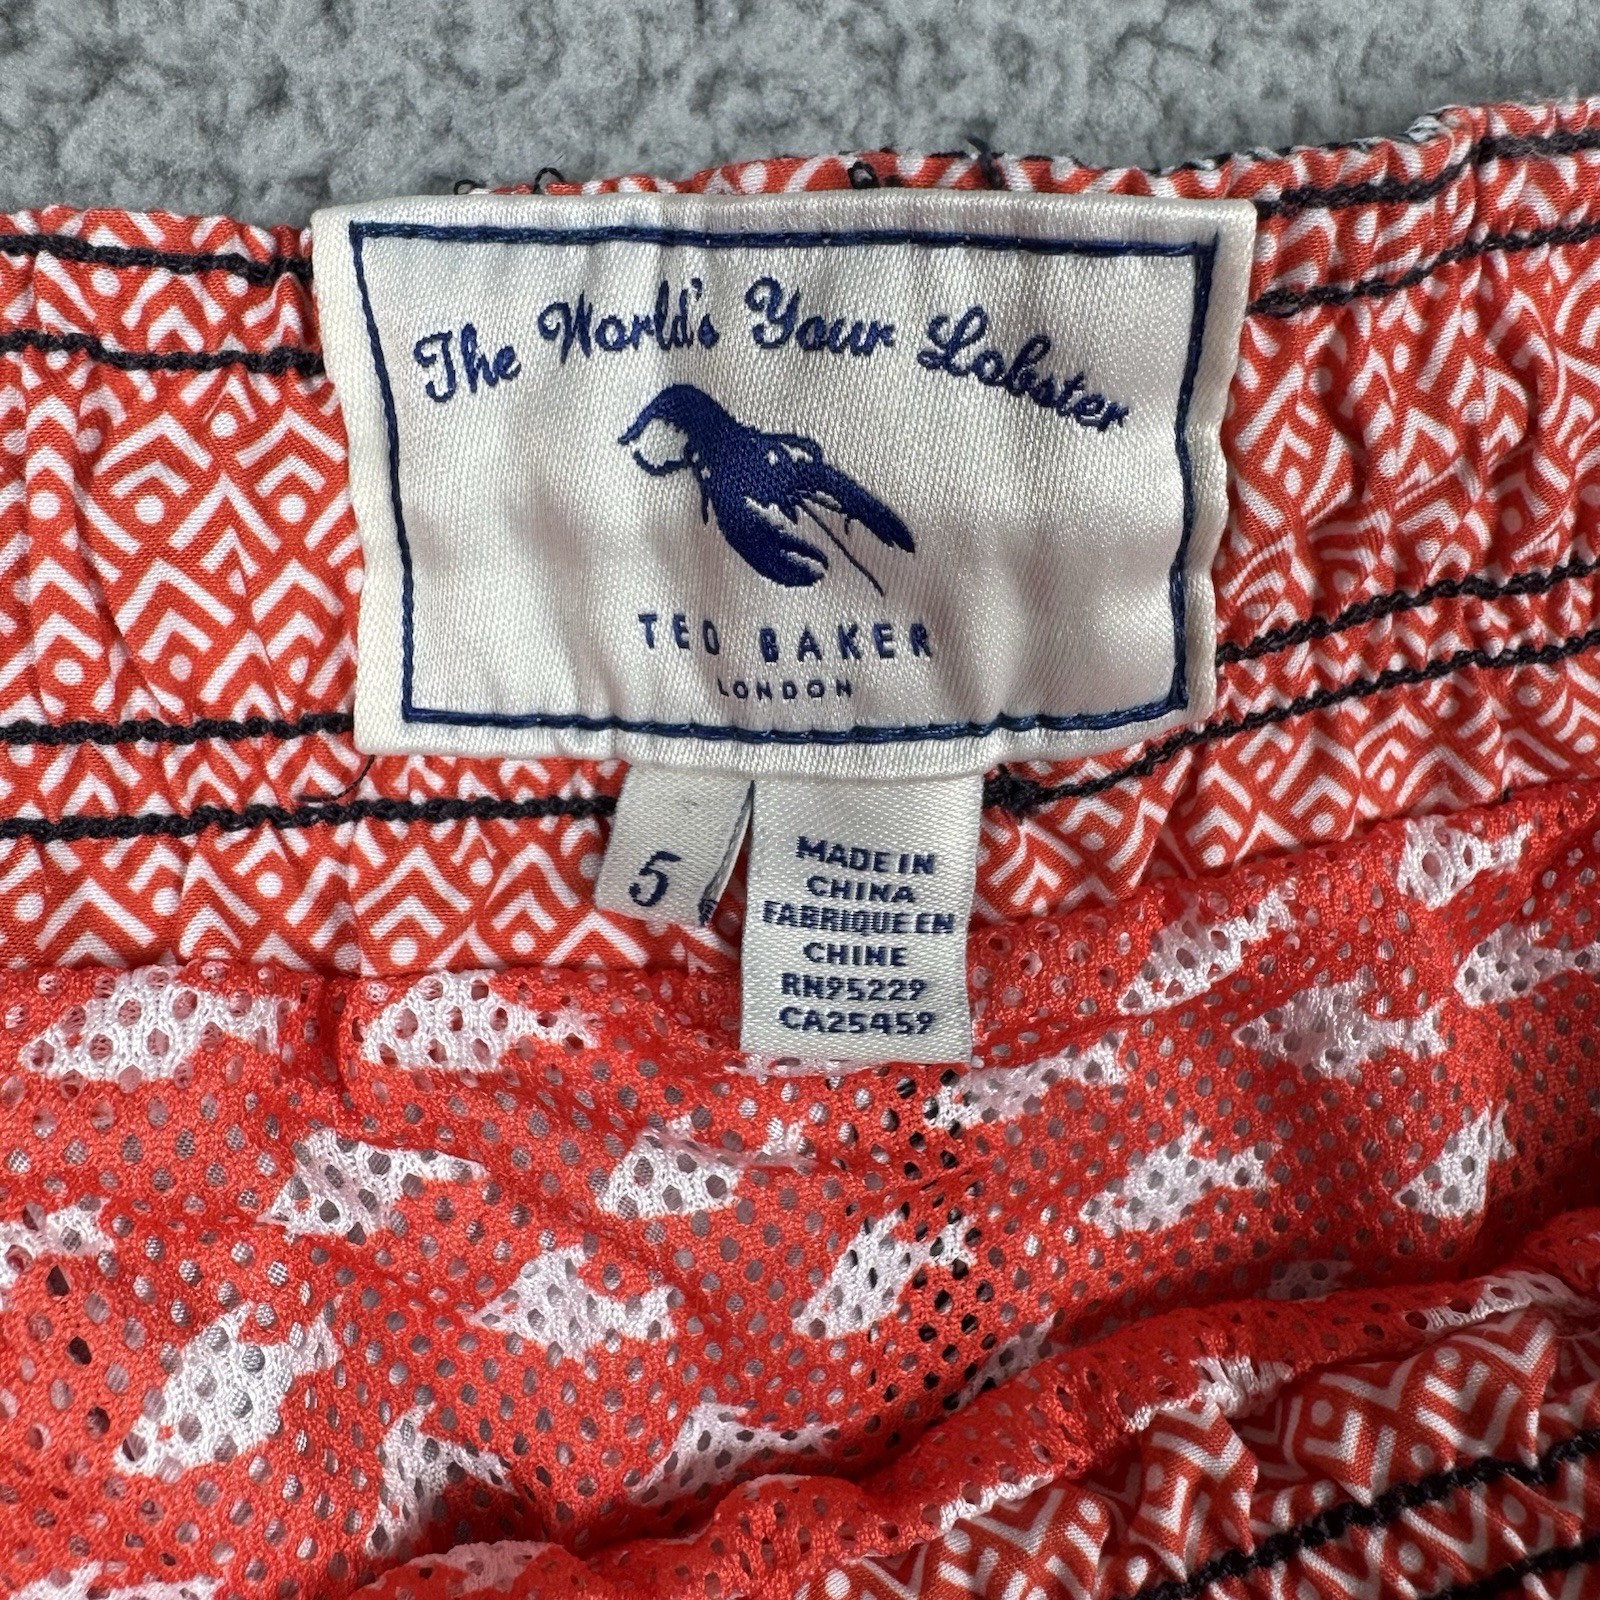 The World's Your Lobster
TED BAKER
LONDON
5
MADE IN
CHINA
FABRIQUE EN
CHINE
RN95229
CA25459